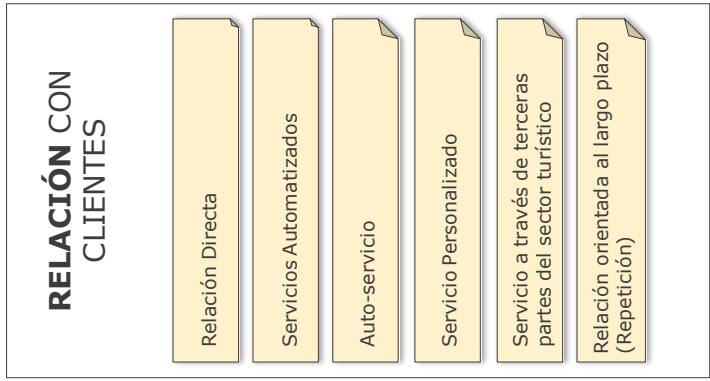 RELACIÓN CON
CLIENTES
Relación Directa
Servicios Automatizados
Auto-servicio
Servicio Personalizado
Servicio a través de terceras
partes del sector turístico
Relación orientada al largo plazo
(Repetición)